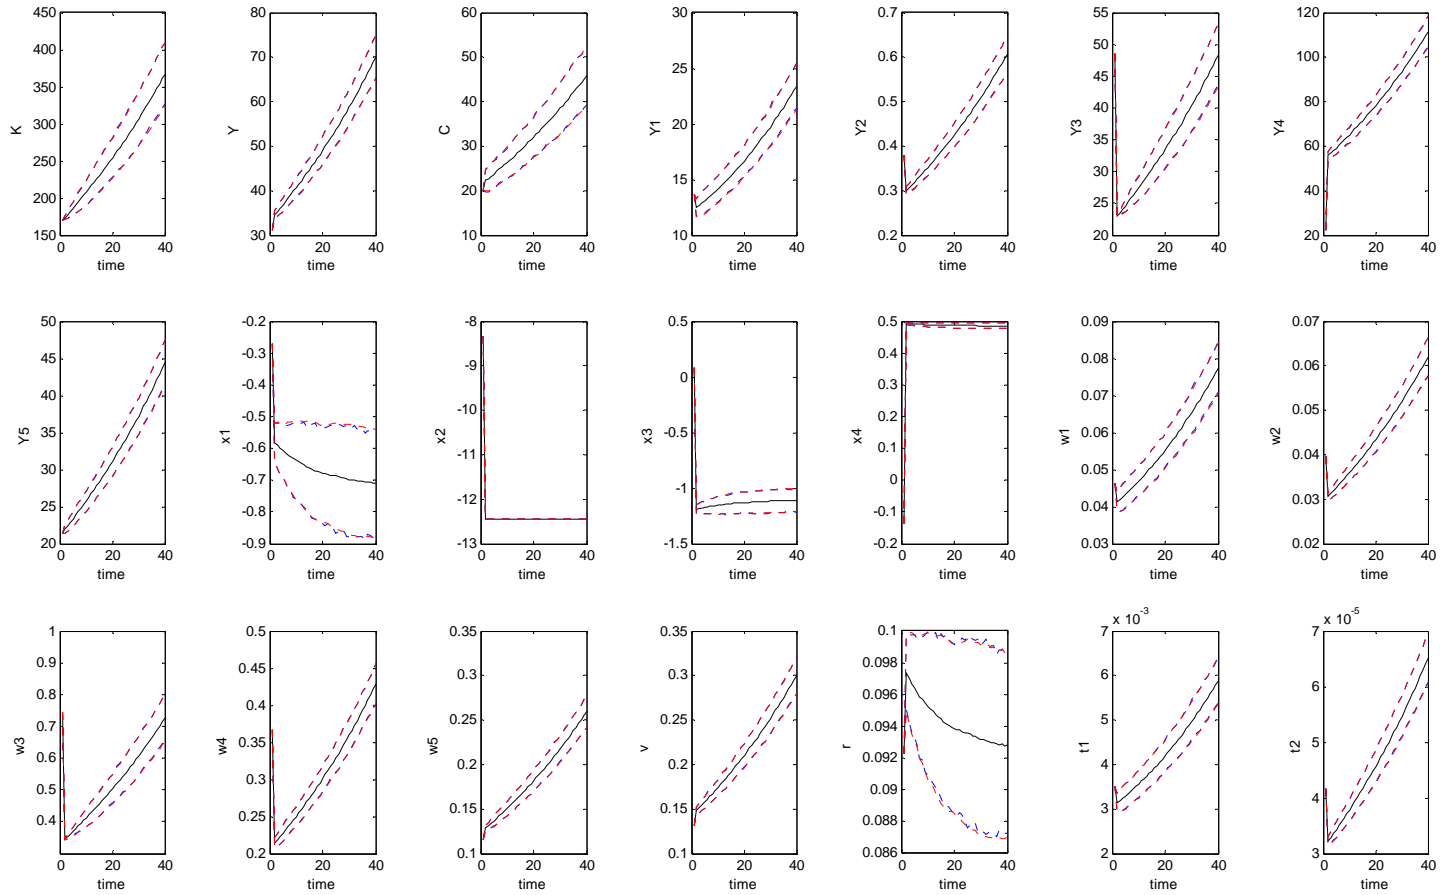 450
400
350
300
250
200
150
0 20 40
time
K
80
70
60
50
40
30
0 20 40
time
Y
60
50
40
30
20
10
0 20 40
time
C
30
25
20
15
10
0 20 40
time
Y1
0.7
0.6
0.5
0.4
0.3
0.2
0 20 40
time
Y2
55
50
45
40
35
30
25
20
0 20 40
time
Y3
120
100
80
60
40
20
0 20 40
time
Y4
50
45
40
35
30
25
20
0 20 40
time
Y5
-0.2
-0.3
-0.4
-0.5
-0.6
-0.7
-0.8
-0.9
0 20 40
time
x1
-8
-9
-10
-11
-12
-13
0 20 40
time
x2
0.5
0
-0.5
-1
-1.5
0 20 40
time
x3
0.5
0.4
0.3
0.2
0.1
0
-0.1
-0.2
0 20 40
time
x4
0.09
0.08
0.07
0.06
0.05
0.04
0.03
0 20 40
time
w1
0.07
0.06
0.05
0.04
0.03
0.02
0 20 40
time
w2
1
0.9
0.8
0.7
0.6
0.5
0.4
0 20 40
time
w3
0.5
0.45
0.4
0.35
0.3
0.25
0.2
0 20 40
time
w4
0.35
0.3
0.25
0.2
0.15
0.1
0 20 40
time
w5
0.35
0.3
0.25
0.2
0.15
0.1
0 20 40
time
v
0.1
0.098
0.096
0.094
0.092
0.09
0.088
0.086
0 20 40
time
r
x 10⁻³
7
6
5
4
3
2
0 20 40
time
t1
x 10⁻⁵
7
6
5
4
3
0 20 40
time
t2